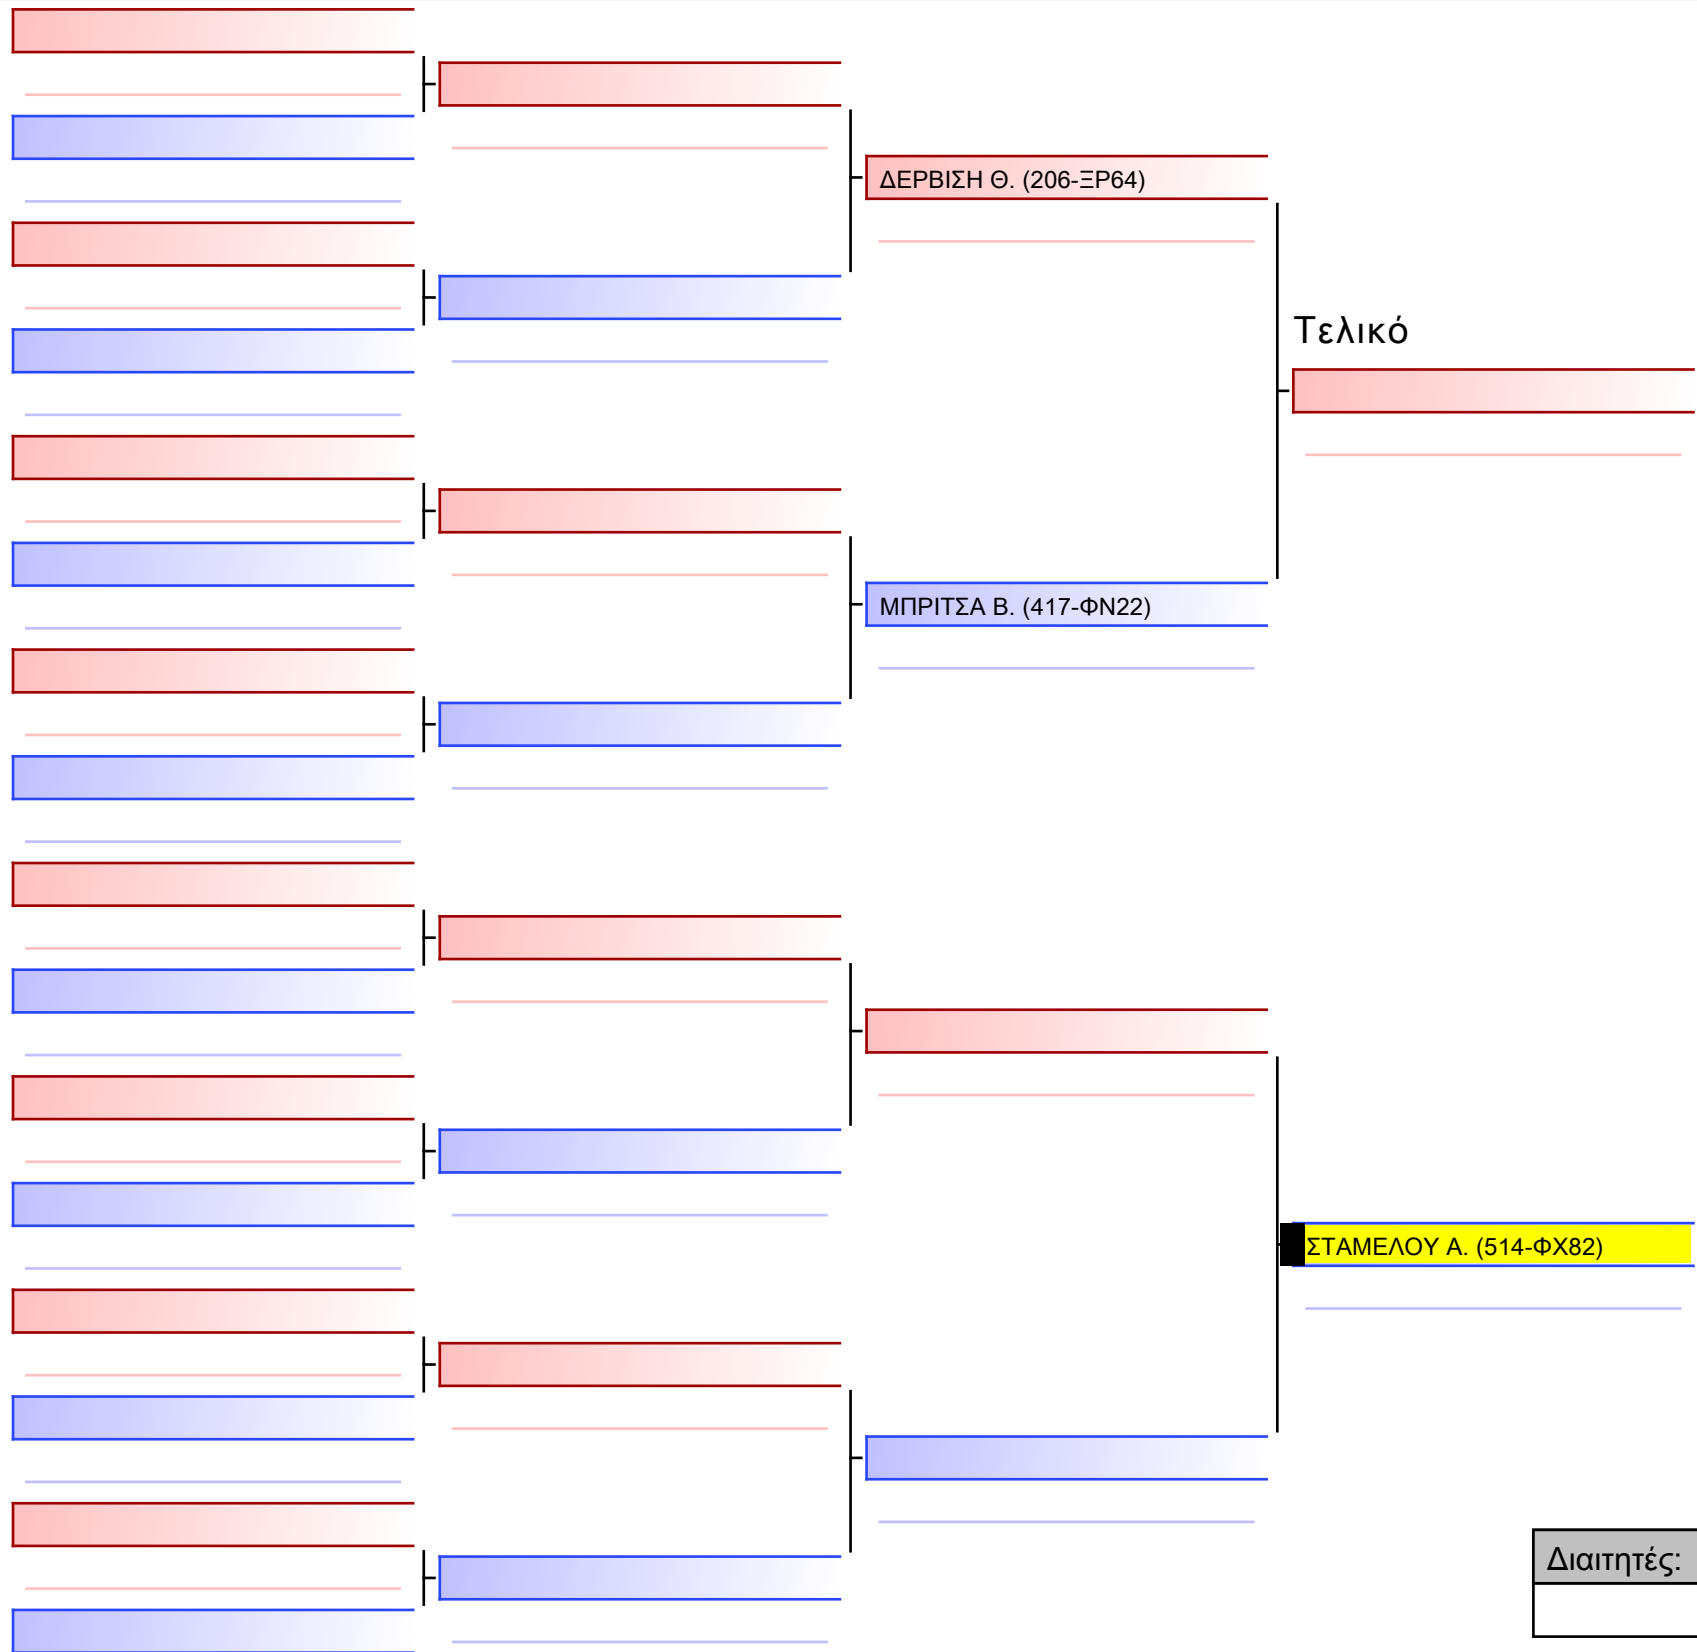 ΔΕΡΒΙΣΗ Θ. (206-ΞΡ64)
Τελικό
ΜΠΡΙΤΣΑ Β. (417-ΦΝ22)
ΣΤΑΜΕΛΟΥ Α. (514-ΦΧ82)
Διαιτητές: